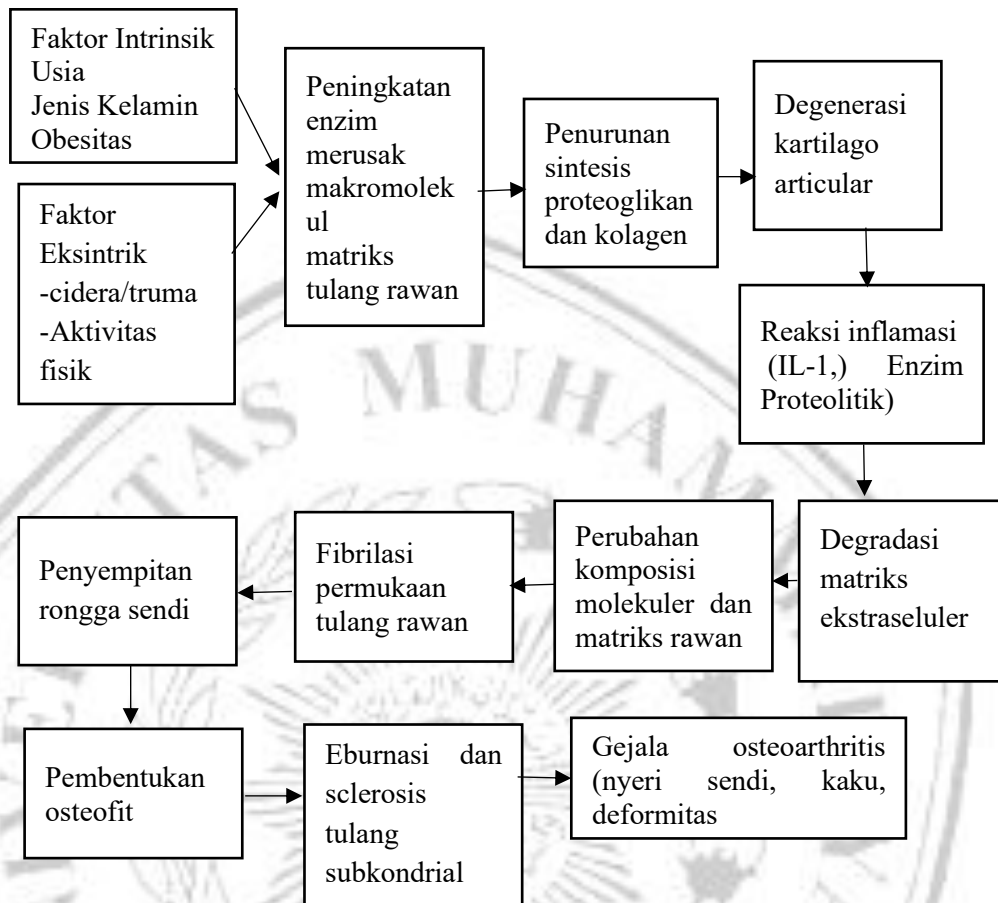 Faktor Intrinsik
Usia
Jenis Kelamin
Obesitas
Faktor
Eksintrik
-cidera/truma
-Aktivitas
fisik
Peningkatan
enzim
merusak
makromolek
ul
matriks
tulang rawan
Penurunan
sintesis
proteoglikan
dan kolagen
Degenerasi
kartilago
articular
Reaksi inflamasi
(IL-1,) Enzim
Proteolitik)
Degradasi
matriks
ekstraseluler
Perubahan
komposisi
molekuler dan
matriks rawan
Fibrilasi
permukaan
tulang rawan
Penyempitan
rongga sendi
Pembentukan
osteofit
Eburnasi dan
sclerosis
tulang
subkondrial
Gejala osteoarthritis
(nyeri sendi, kaku,
deformitas
TAS MUHAM